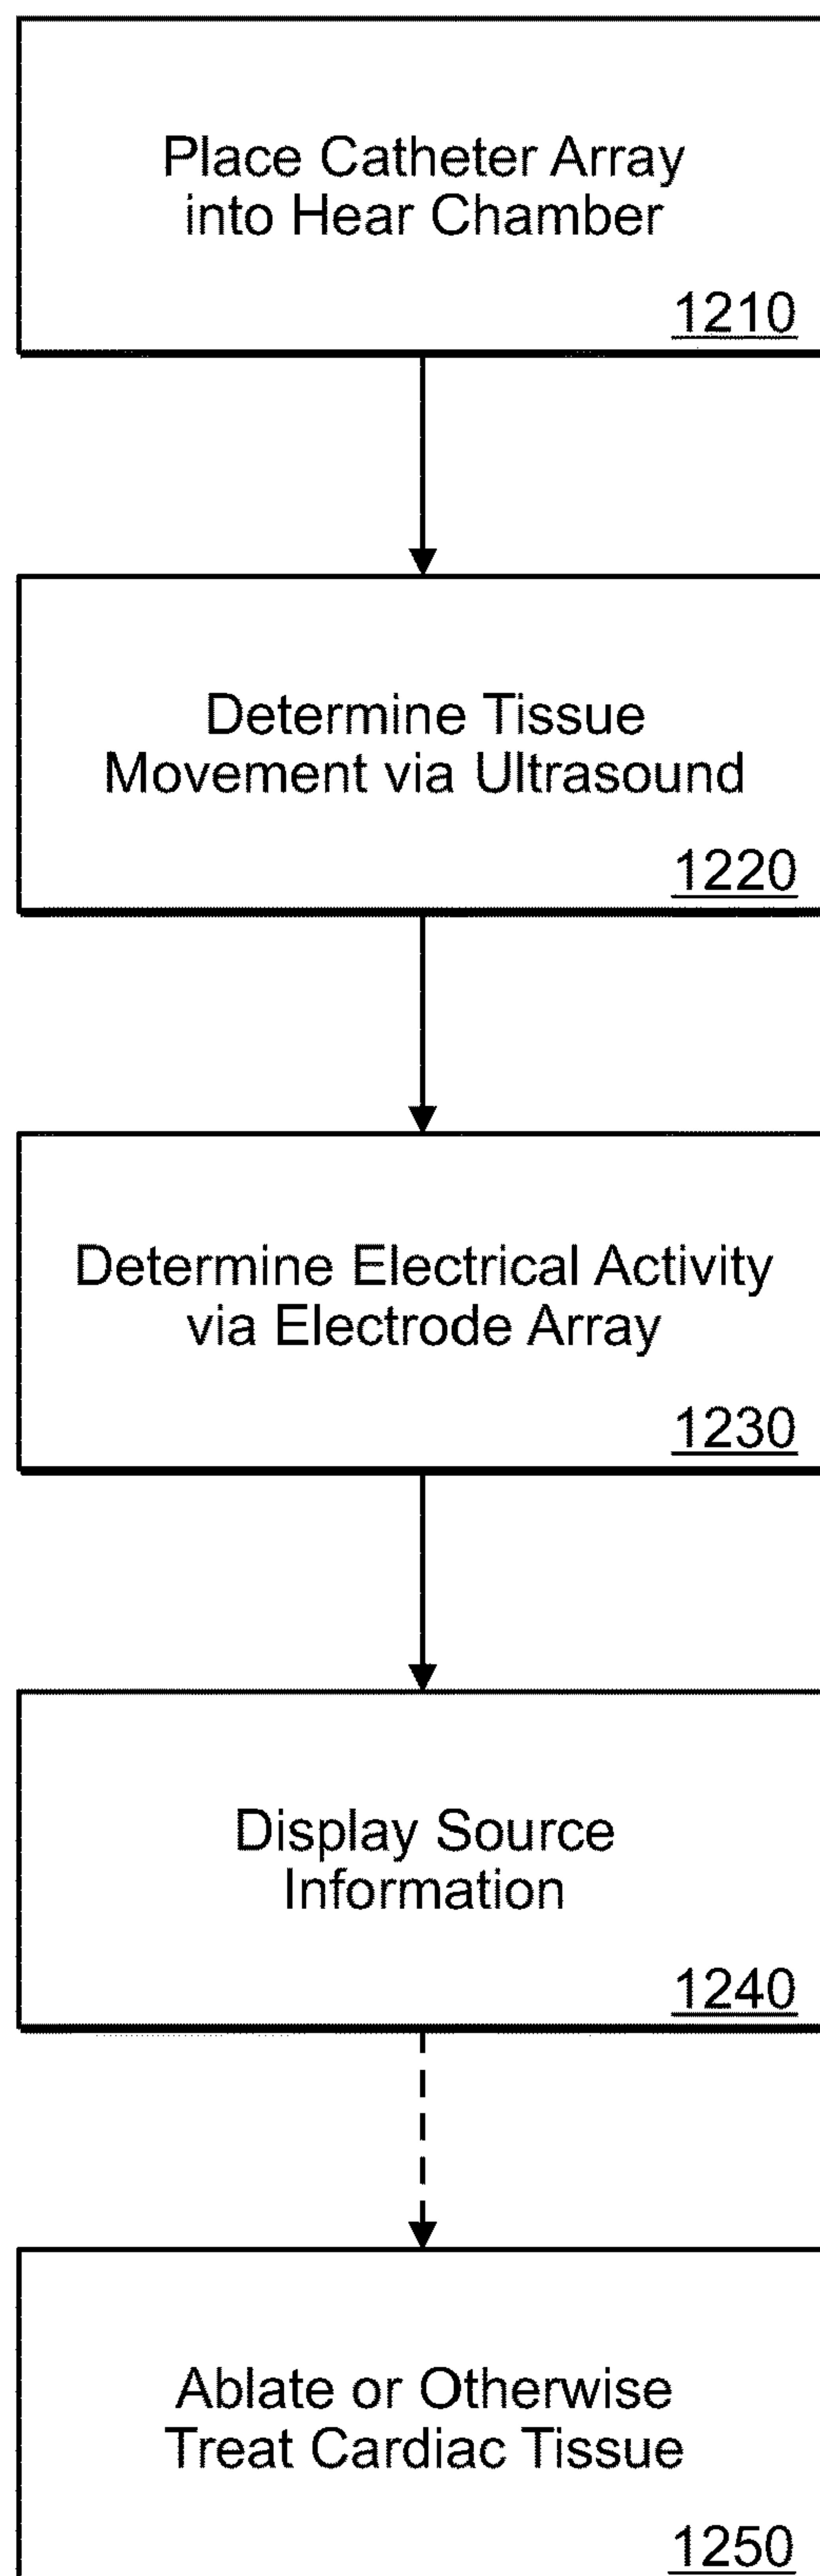 Place Catheter Array
into Hear Chamber
1210
Determine Tissue
Movement via Ultrasound
1220
Determine Electrical Activity
via Electrode Array
1230
Display Source
Information
1240
Ablate or Otherwise
Treat Cardiac Tissue
1250